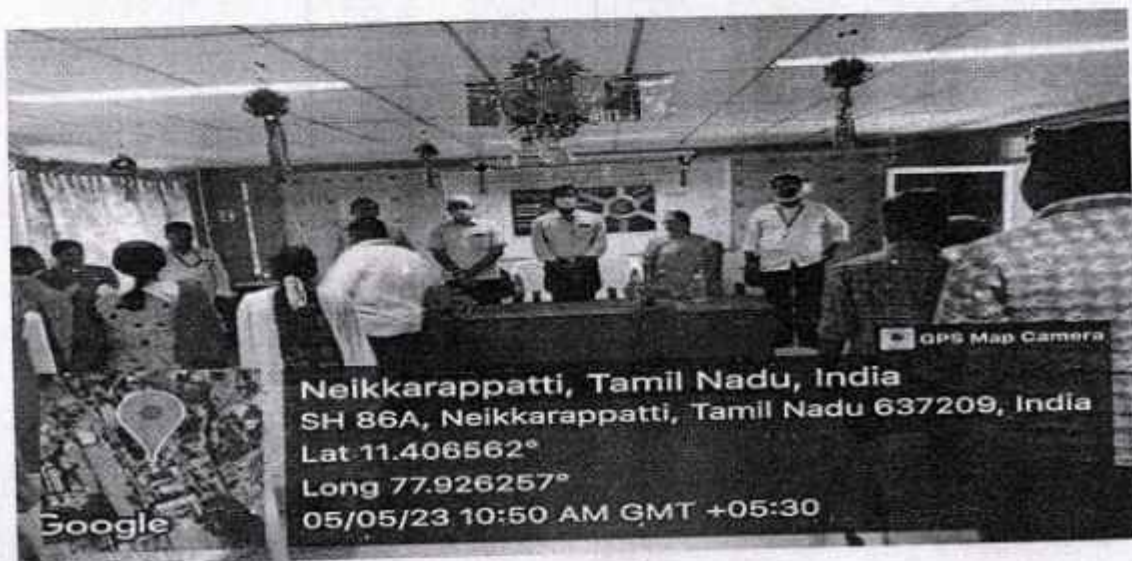 GPS Map Camera
Neikkarappatti, Tamil Nadu, India
SH 86A, Neikkarappatti, Tamil Nadu 637209, India
Lat 11.406562°
Long 77.926257°
05/05/23 10:50 AM GMT +05:30
Google